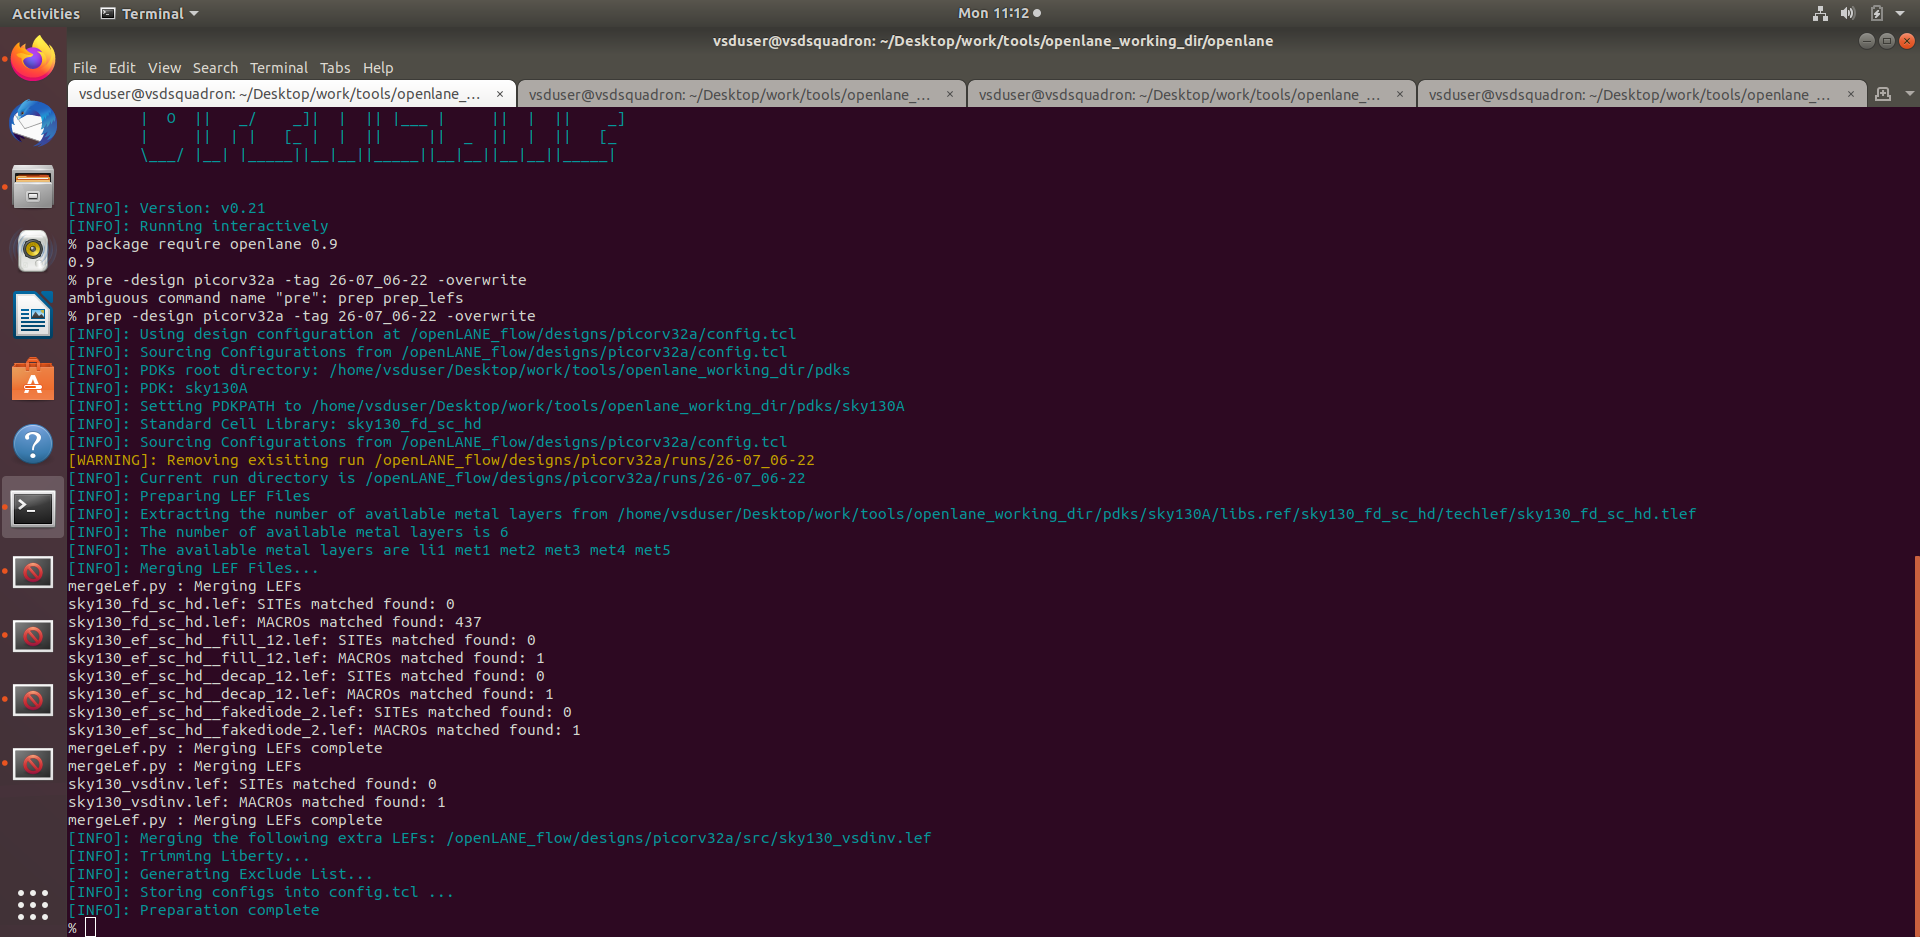 Activities Terminal Mon 11:12
vsduser@vsdsquadron: ~/Desktop/work/tools/openlane_working_dir/openlane
File Edit View Search Terminal Tabs Help
vsduser@vsdsquadron: ~/Desktop/work/tools/openlane_... × vsduser@vsdsquadron: ~/Desktop/work/tools/openlane_... × vsduser@vsdsquadron: ~/Desktop/work/tools/openlane_... × vsduser@vsdsquadron: ~/Desktop/work/tools/openlane_... ×
[INFO]: Version: v0.21
[INFO]: Running interactively
% package require openlane 0.9
0.9
% pre -design picorv32a -tag 26-07_06-22 -overwrite
ambiguous command name "pre": prep prep_lefs
% prep -design picorv32a -tag 26-07_06-22 -overwrite
[INFO]: Using design configuration at /openLANE_flow/designs/picorv32a/config.tcl
[INFO]: Sourcing Configurations from /openLANE_flow/designs/picorv32a/config.tcl
[INFO]: PDKs root directory: /home/vsduser/Desktop/work/tools/openlane_working_dir/pdks
[INFO]: PDK: sky130A
[INFO]: Setting PDKPATH to /home/vsduser/Desktop/work/tools/openlane_working_dir/pdks/sky130A
[INFO]: Standard Cell Library: sky130_fd_sc_hd
[INFO]: Sourcing Configurations from /openLANE_flow/designs/picorv32a/config.tcl
[WARNING]: Removing exisiting run /openLANE_flow/designs/picorv32a/runs/26-07_06-22
[INFO]: Current run directory is /openLANE_flow/designs/picorv32a/runs/26-07_06-22
[INFO]: Preparing LEF Files
[INFO]: Extracting the number of available metal layers from /home/vsduser/Desktop/work/tools/openlane_working_dir/pdks/sky130A/libs.ref/sky130_fd_sc_hd/techlef/sky130_fd_sc_hd.tlef
[INFO]: The number of available metal layers is 6
[INFO]: The available metal layers are li1 met1 met2 met3 met4 met5
[INFO]: Merging LEF Files...
mergeLef.py : Merging LEFs
sky130_fd_sc_hd.lef: SITEs matched found: 0
sky130_fd_sc_hd.lef: MACROs matched found: 437
sky130_ef_sc_hd__fill_12.lef: SITEs matched found: 0
sky130_ef_sc_hd__fill_12.lef: MACROs matched found: 1
sky130_ef_sc_hd__decap_12.lef: SITEs matched found: 0
sky130_ef_sc_hd__decap_12.lef: MACROs matched found: 1
sky130_ef_sc_hd__fakediode_2.lef: SITEs matched found: 0
sky130_ef_sc_hd__fakediode_2.lef: MACROs matched found: 1
mergeLef.py : Merging LEFs complete
mergeLef.py : Merging LEFs
sky130_vsdinv.lef: SITEs matched found: 0
sky130_vsdinv.lef: MACROs matched found: 1
mergeLef.py : Merging LEFs complete
[INFO]: Merging the following extra LEFs: /openLANE_flow/designs/picorv32a/src/sky130_vsdinv.lef
[INFO]: Trimming Liberty...
[INFO]: Generating Exclude List...
[INFO]: Storing configs into config.tcl ...
[INFO]: Preparation complete
%